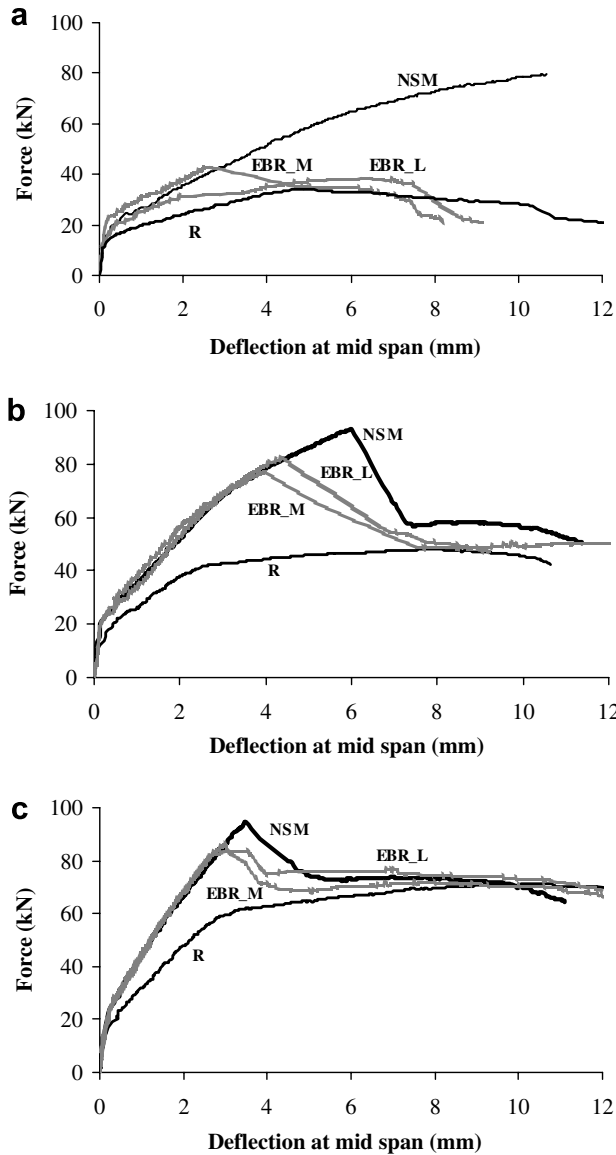 a
100
80
60
40
20
0
Force (kN)
NSM
EBR_M
EBR_L
R
0 2 4 6 8 10 12
Deflection at mid span (mm)
b
100
80
60
40
20
0
Force (kN)
NSM
EBR_L
EBR_M
R
0 2 4 6 8 10 12
Deflection at mid span (mm)
c
100
80
60
40
20
0
Force (kN)
NSM
EBR_L
EBR_M
R
0 2 4 6 8 10 12
Deflection at mid span (mm)